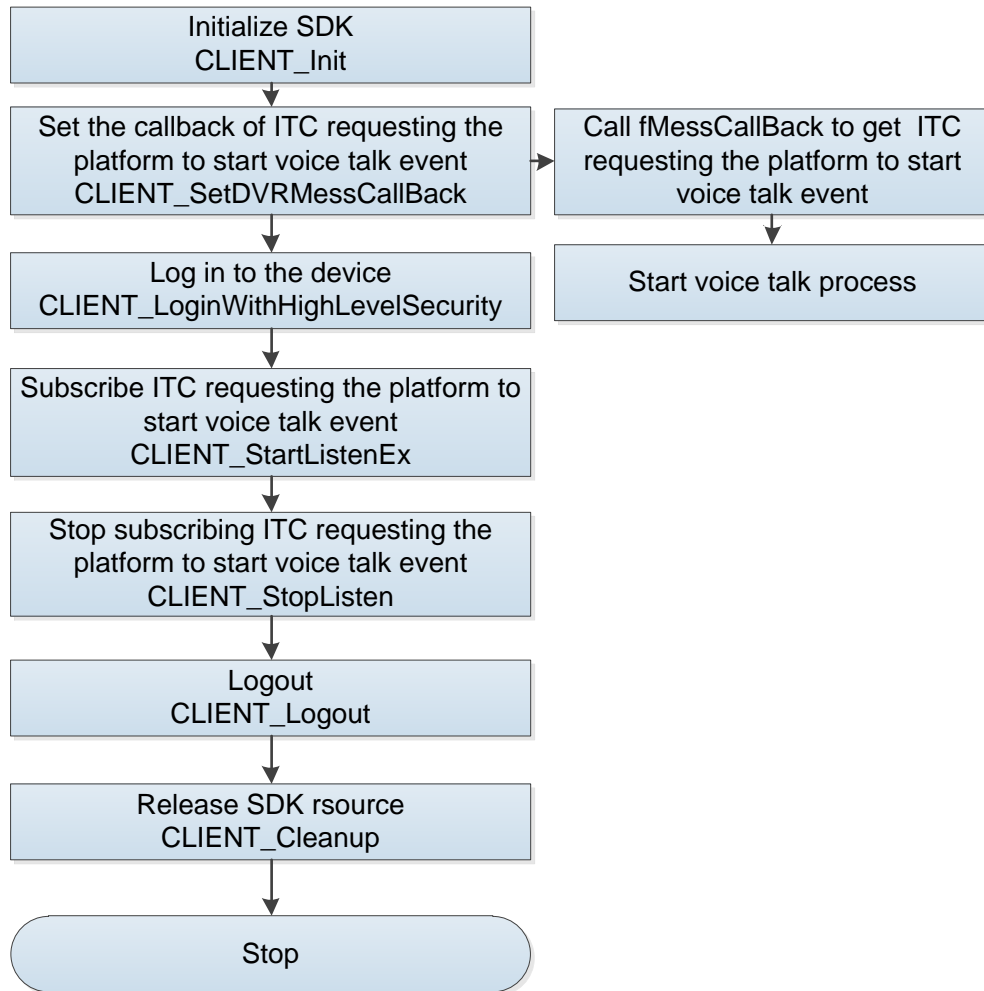 Initialize SDK
CLIENT_Init
Set the callback of ITC requesting the
platform to start voice talk event
CLIENT_SetDVRMessCallBack
Call fMessCallBack to get ITC
requesting the platform to start
voice talk event
Log in to the device
CLIENT_LoginWithHighLevelSecurity
Start voice talk process
Subscribe ITC requesting the platform to
start voice talk event
CLIENT_StartListenEx
Stop subscribing ITC requesting the
platform to start voice talk event
CLIENT_StopListen
Logout
CLIENT_Logout
Release SDK rsource
CLIENT_Cleanup
Stop